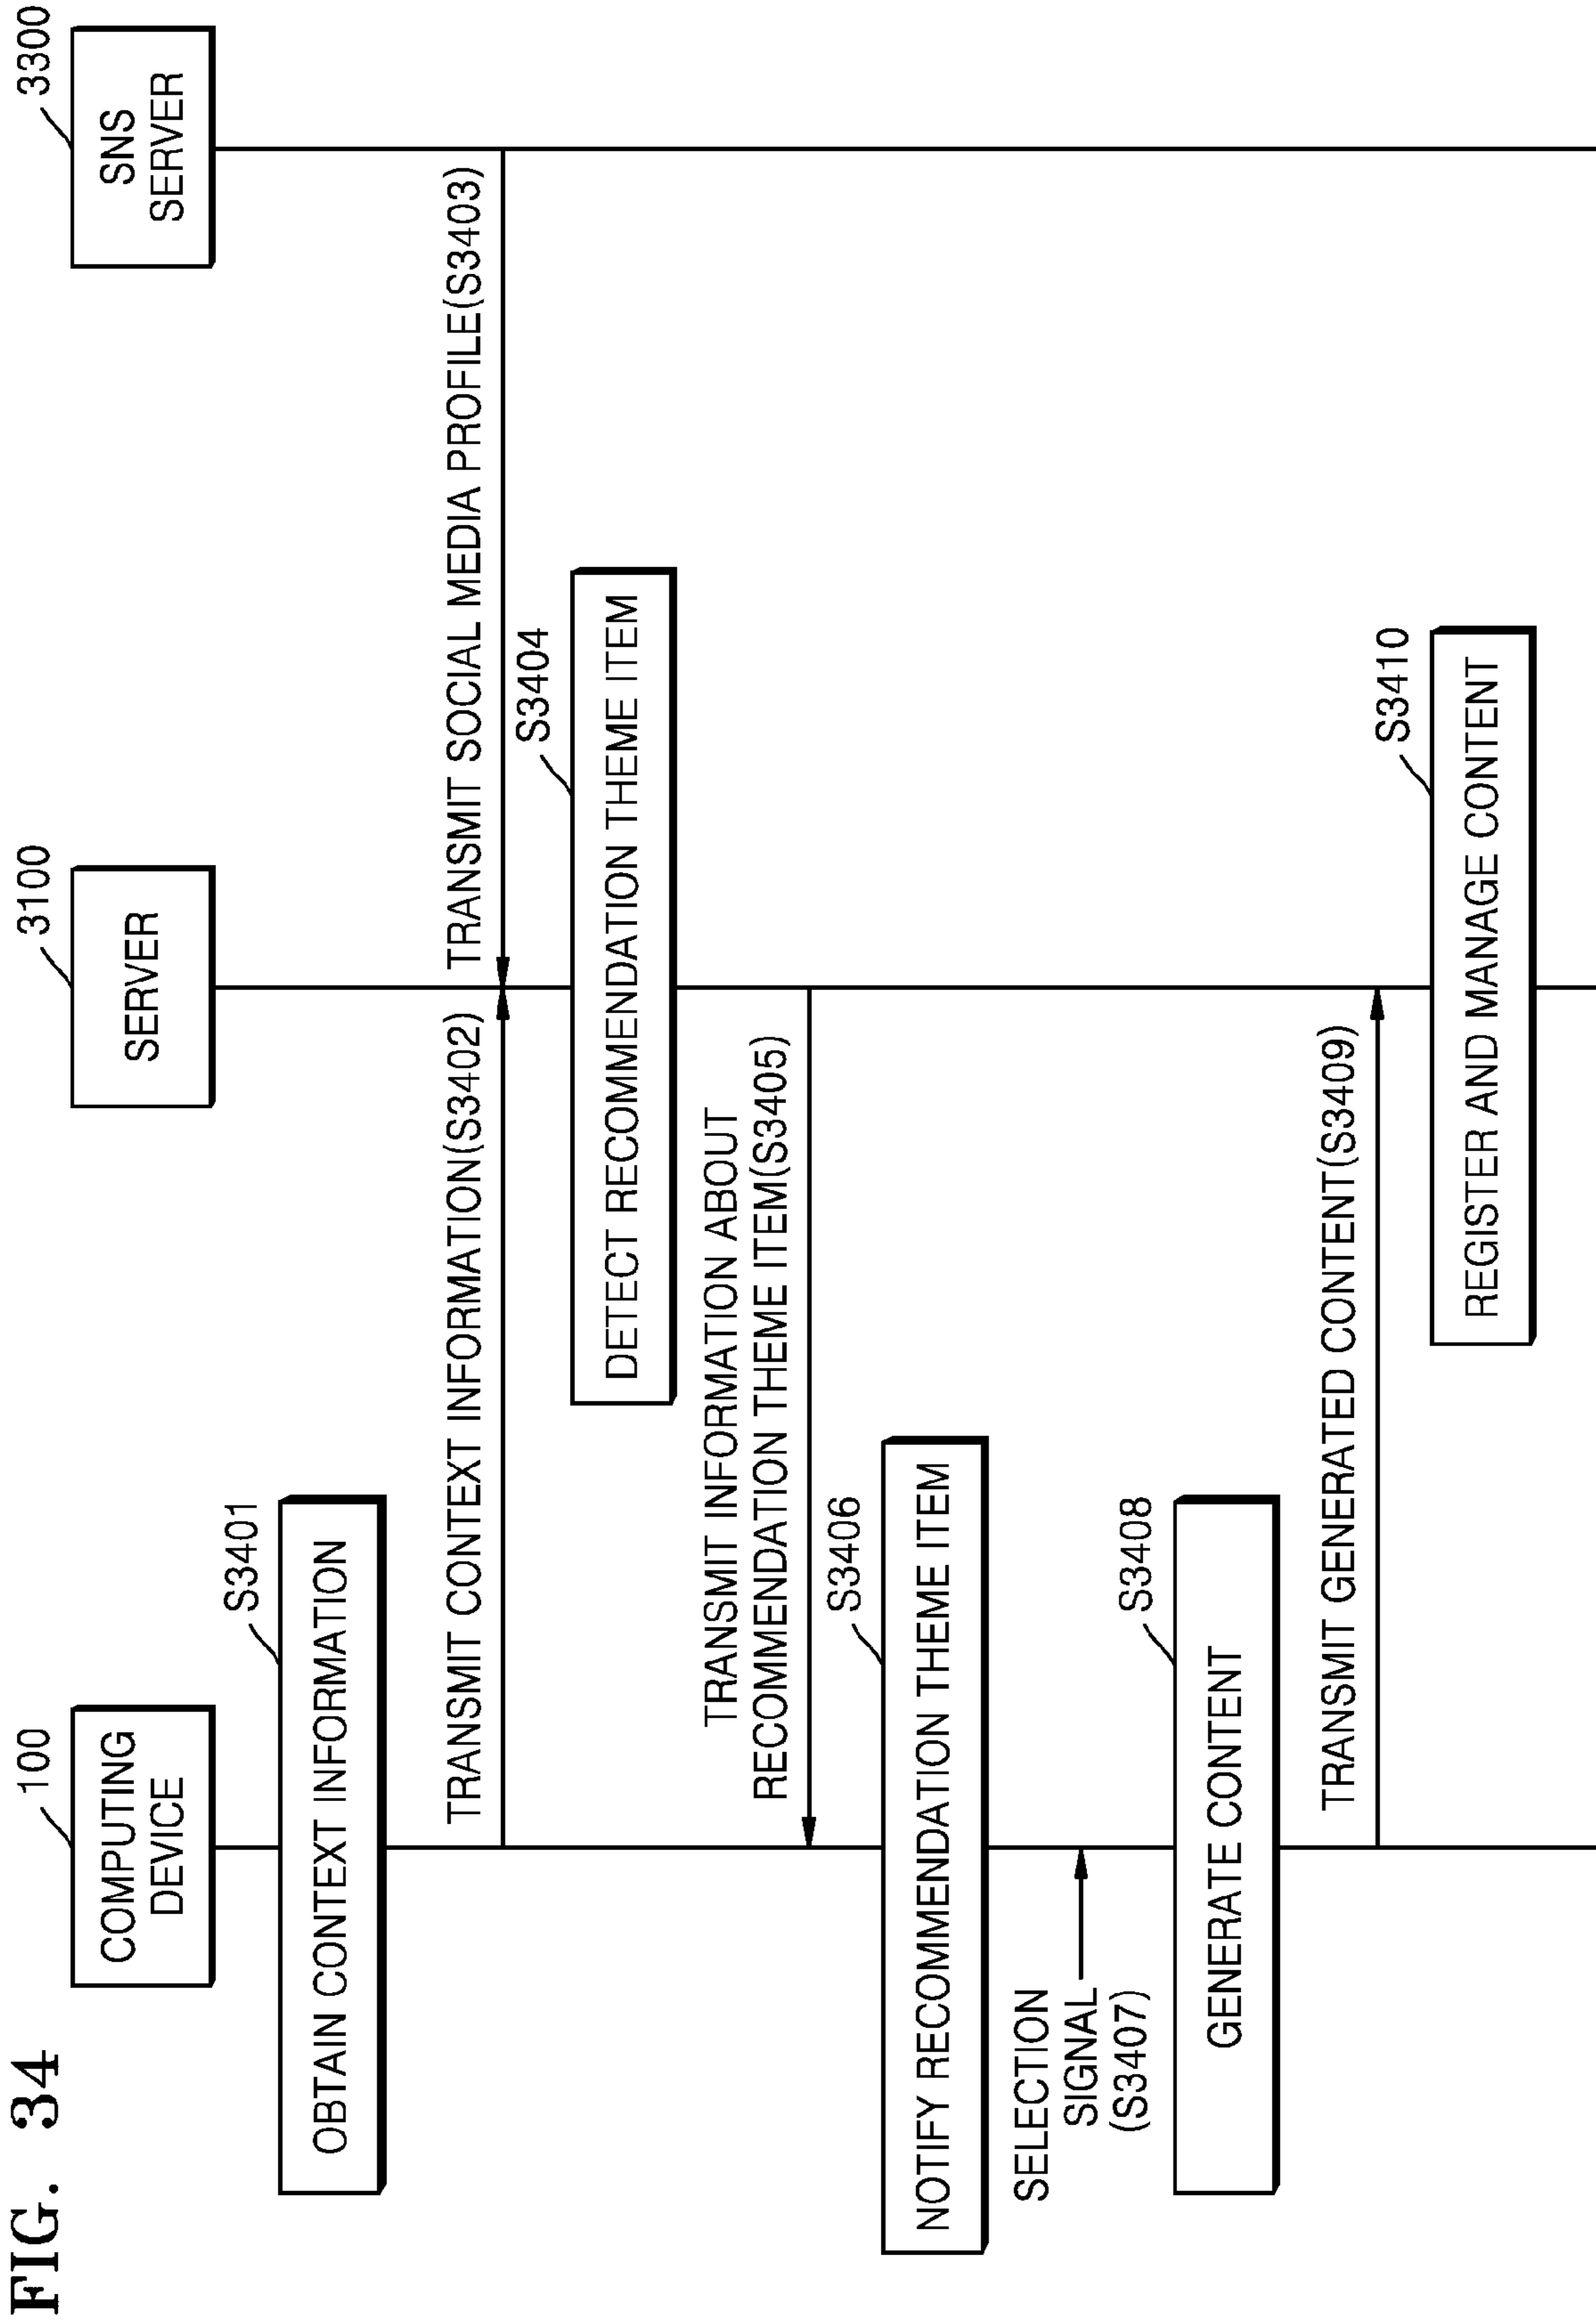 FIG. 34
100
COMPUTING
DEVICE
3100
SERVER
3300
SNS
SERVER
S3401
OBTAIN CONTEXT INFORMATION
TRANSMIT CONTEXT INFORMATION(S3402)
TRANSMIT SOCIAL MEDIA PROFILE(S3403)
S3404
DETECT RECOMMENDATION THEME ITEM
TRANSMIT INFORMATION ABOUT
RECOMMENDATION THEME ITEM(S3405)
S3406
NOTIFY RECOMMENDATION THEME ITEM
SELECTION
SIGNAL
(S3407)
S3408
GENERATE CONTENT
TRANSMIT GENERATED CONTENT(S3409)
S3410
REGISTER AND MANAGE CONTENT